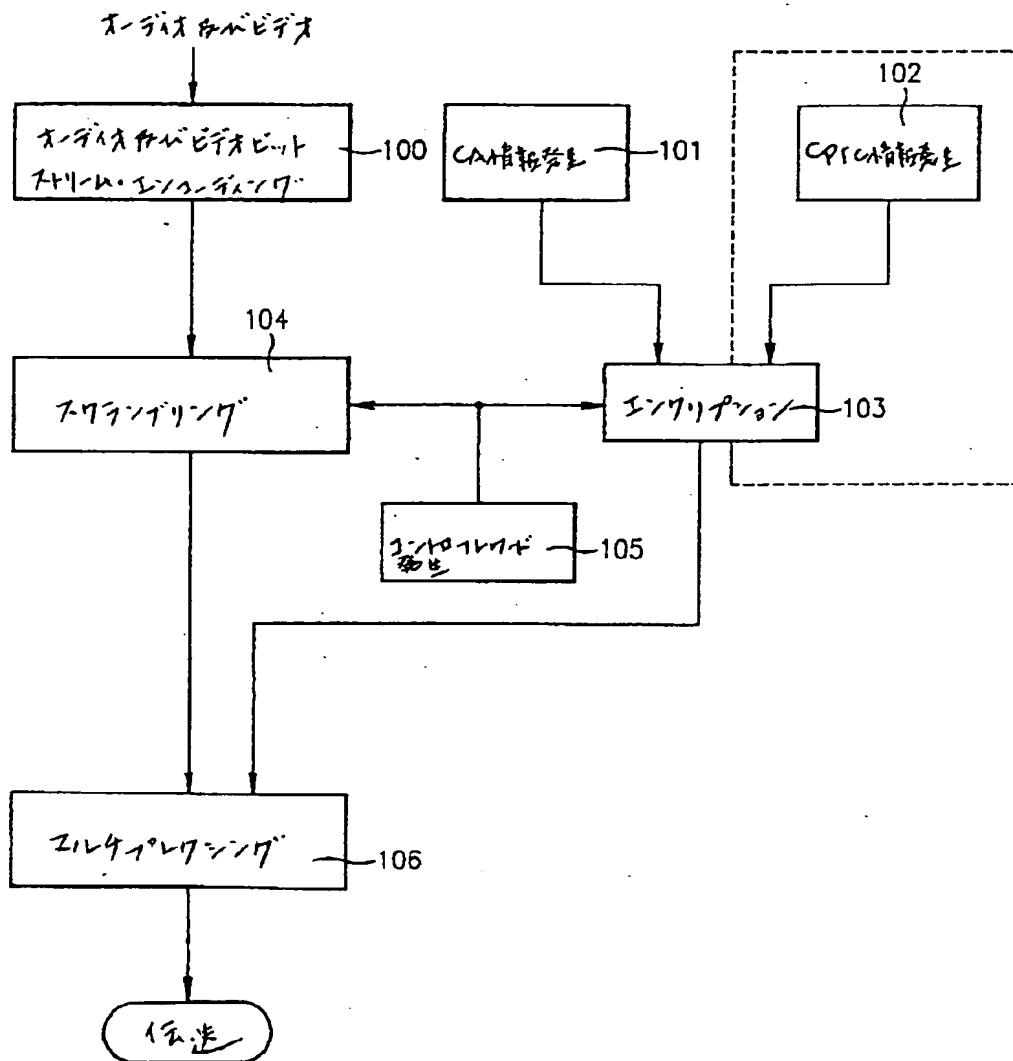 オーディオ及びビデオ
102
オーディオ及びビデオビット
ストリーム・エンコーディング
100
CA情報発生
101
CPTC情報発生
104
スクランブリング
エンクリプション
103
コントロールワード
発生
105
マルチプレクシング
106
伝送